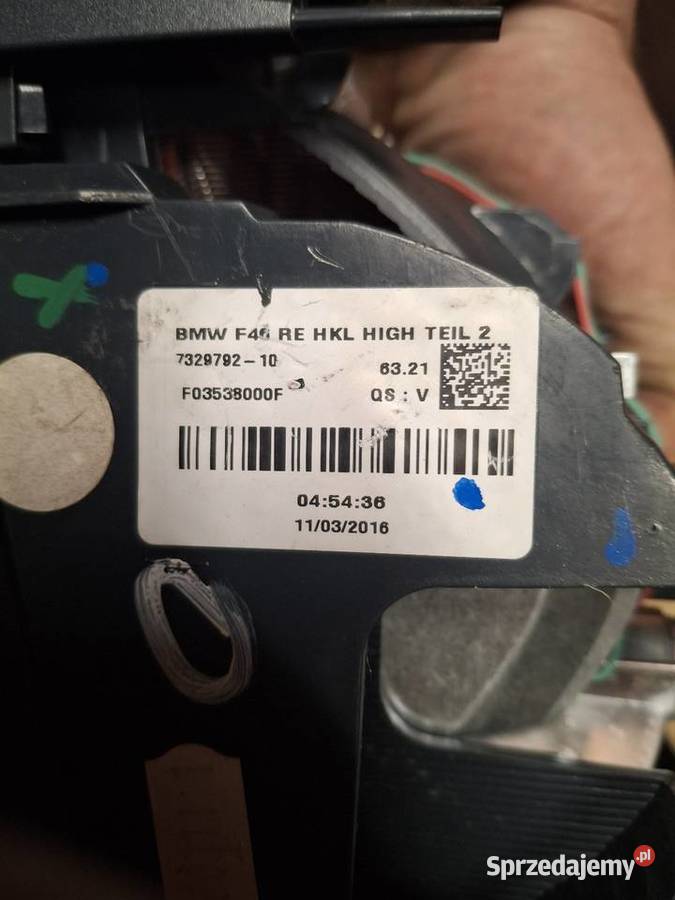 BMW F46 RE HKL HIGH TEIL 2
7329792-10
63.21
F03538000F
QS : V
04:54:36
11/03/2016
Sprzedajemy.pl